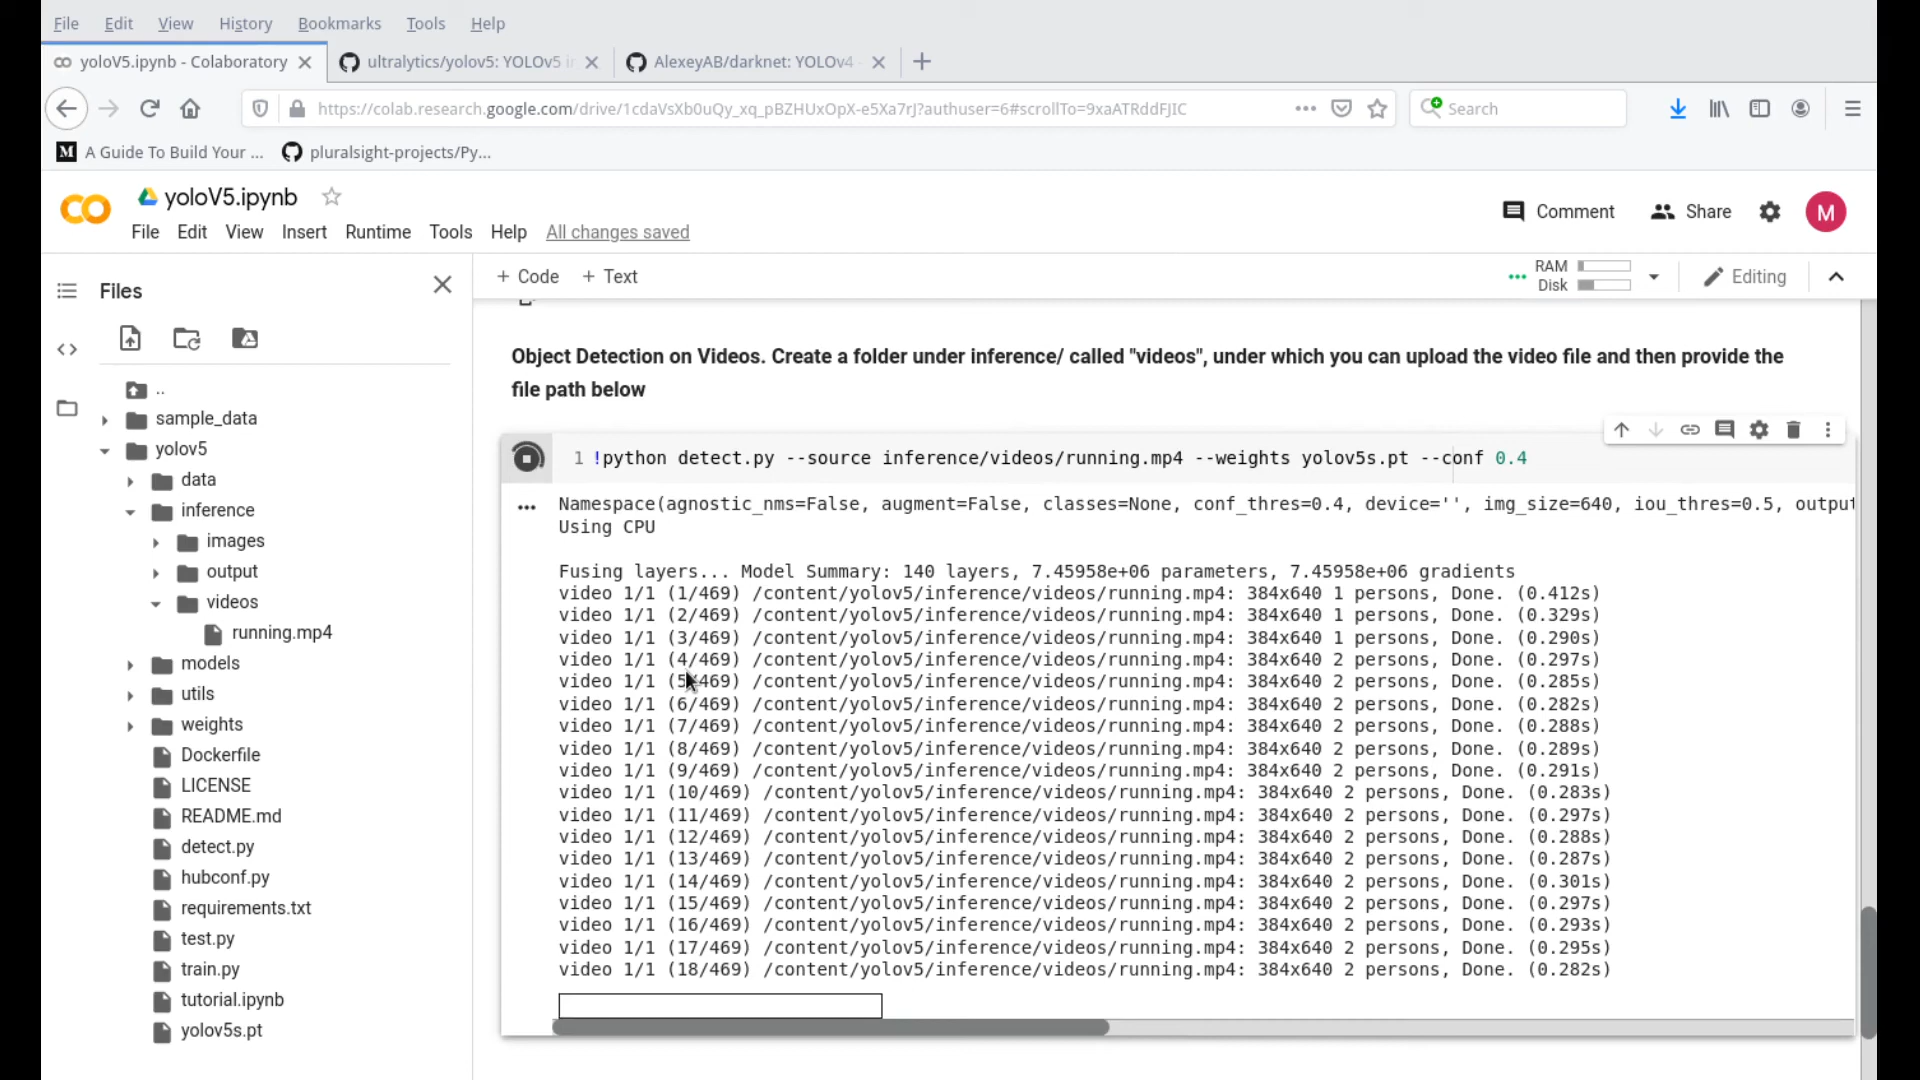 File Edit View History Bookmarks Tools Help
yoloV5.ipynb - Colaboratory ultralytics/yolov5: YOLOv5 in AlexeyAB/darknet: YOLOv4
https://colab.research.google.com/drive/1cdaVsXb0uQy_xq_pBZHUxOpX-e5Xa7rJ?authuser=6#scrollTo=9xaATRddFJIC Search
A Guide To Build Your ... pluralsight-projects/Py...
CO yoloV5.ipynb
File Edit View Insert Runtime Tools Help All changes saved
Comment Share M
Files
+ Code + Text
RAM
Disk
Editing
..
sample_data
yolov5
data
inference
images
output
videos
running.mp4
models
utils
weights
Dockerfile
LICENSE
README.md
detect.py
hubconf.py
requirements.txt
test.py
train.py
tutorial.ipynb
yolov5s.pt
Object Detection on Videos. Create a folder under inference/ called "videos", under which you can upload the video file and then provide the
file path below
1 !python detect.py --source inference/videos/running.mp4 --weights yolov5s.pt --conf 0.4
Namespace(agnostic_nms=False, augment=False, classes=None, conf_thres=0.4, device='', img_size=640, iou_thres=0.5, output
Using CPU
Fusing layers... Model Summary: 140 layers, 7.45958e+06 parameters, 7.45958e+06 gradients
video 1/1 (1/469) /content/yolov5/inference/videos/running.mp4: 384x640 1 persons, Done. (0.412s)
video 1/1 (2/469) /content/yolov5/inference/videos/running.mp4: 384x640 1 persons, Done. (0.329s)
video 1/1 (3/469) /content/yolov5/inference/videos/running.mp4: 384x640 1 persons, Done. (0.290s)
video 1/1 (4/469) /content/yolov5/inference/videos/running.mp4: 384x640 2 persons, Done. (0.297s)
video 1/1 (5/469) /content/yolov5/inference/videos/running.mp4: 384x640 2 persons, Done. (0.285s)
video 1/1 (6/469) /content/yolov5/inference/videos/running.mp4: 384x640 2 persons, Done. (0.282s)
video 1/1 (7/469) /content/yolov5/inference/videos/running.mp4: 384x640 2 persons, Done. (0.288s)
video 1/1 (8/469) /content/yolov5/inference/videos/running.mp4: 384x640 2 persons, Done. (0.289s)
video 1/1 (9/469) /content/yolov5/inference/videos/running.mp4: 384x640 2 persons, Done. (0.291s)
video 1/1 (10/469) /content/yolov5/inference/videos/running.mp4: 384x640 2 persons, Done. (0.283s)
video 1/1 (11/469) /content/yolov5/inference/videos/running.mp4: 384x640 2 persons, Done. (0.297s)
video 1/1 (12/469) /content/yolov5/inference/videos/running.mp4: 384x640 2 persons, Done. (0.288s)
video 1/1 (13/469) /content/yolov5/inference/videos/running.mp4: 384x640 2 persons, Done. (0.287s)
video 1/1 (14/469) /content/yolov5/inference/videos/running.mp4: 384x640 2 persons, Done. (0.301s)
video 1/1 (15/469) /content/yolov5/inference/videos/running.mp4: 384x640 2 persons, Done. (0.297s)
video 1/1 (16/469) /content/yolov5/inference/videos/running.mp4: 384x640 2 persons, Done. (0.293s)
video 1/1 (17/469) /content/yolov5/inference/videos/running.mp4: 384x640 2 persons, Done. (0.295s)
video 1/1 (18/469) /content/yolov5/inference/videos/running.mp4: 384x640 2 persons, Done. (0.282s)